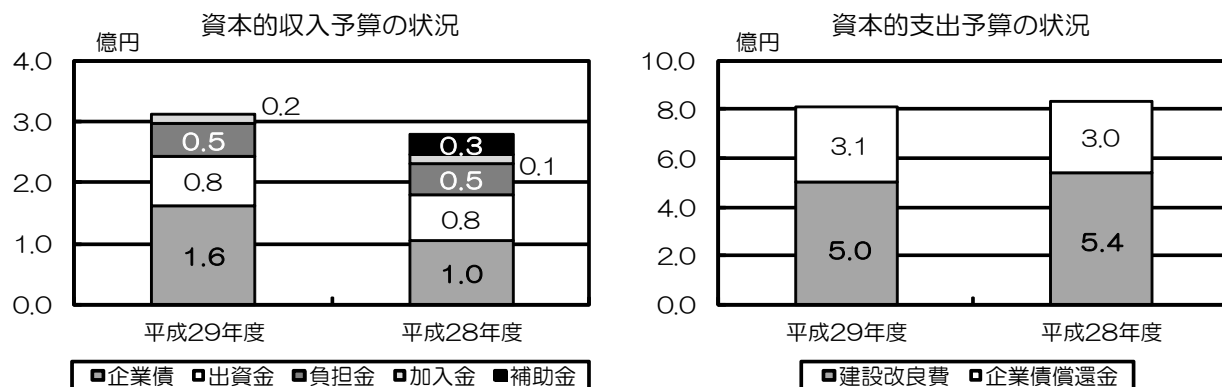 資本的収入予算の状況
億円
4.0
3.0
2.0
1.0
0.0
0.2
0.5
0.8
1.6
0.3
0.1
0.5
0.8
1.0
平成29年度
平成28年度
■企業債 □出資金 ■負担金 □加入金 ■補助金
資本的支出予算の状況
億円
10.0
8.0
6.0
4.0
2.0
0.0
3.1
5.0
3.0
5.4
平成29年度
平成28年度
■建設改良費 □企業債償還金